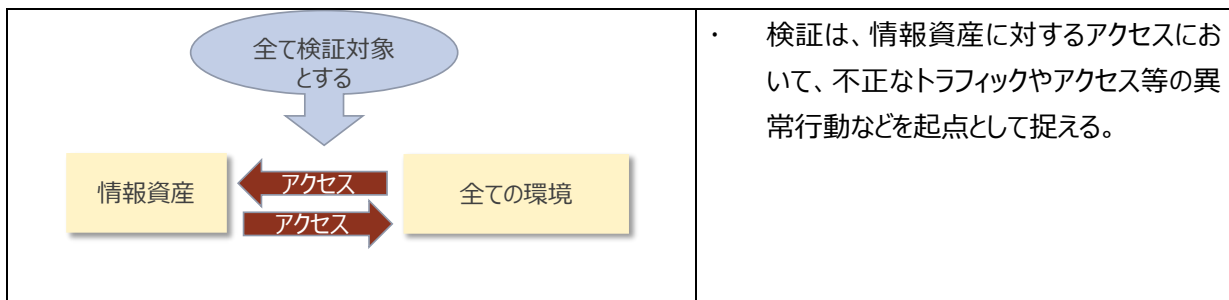 全て検証対象
とする
情報資産
アクセス
アクセス
全ての環境
・ 検証は、情報資産に対するアクセスにお
いて、不正なトラフィックやアクセス等の異
常行動などを起点として捉える。